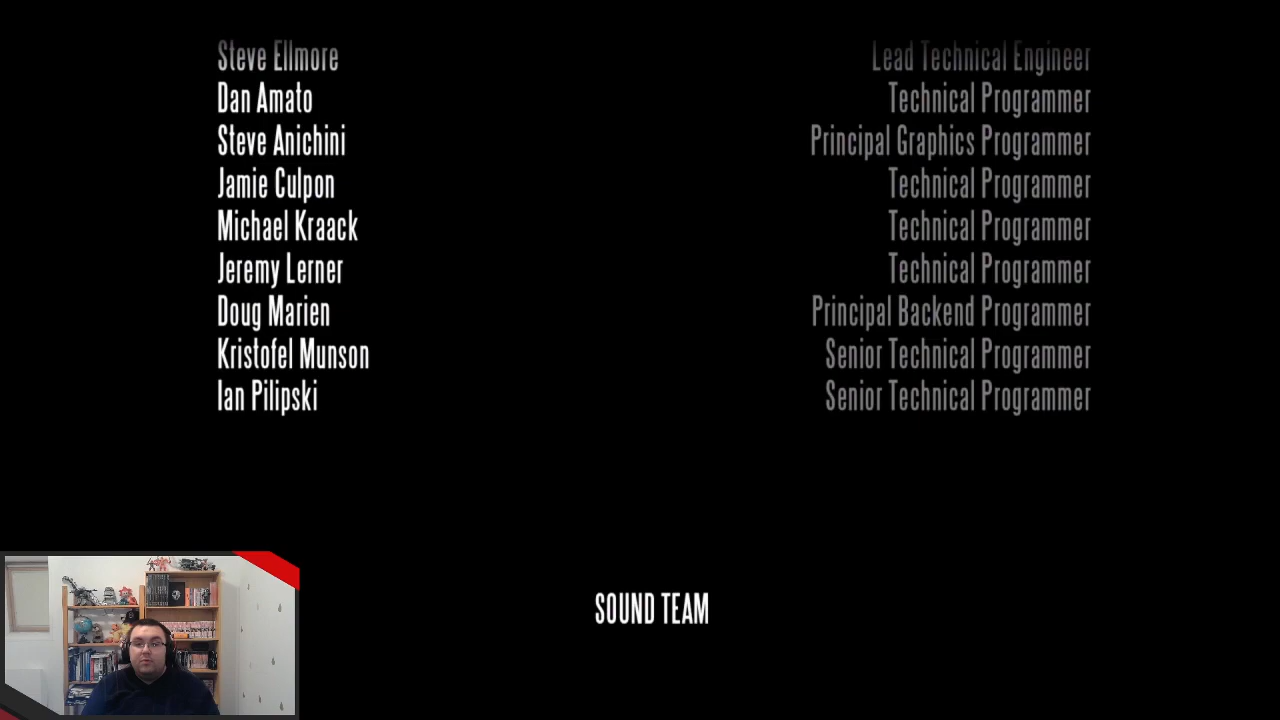 Steve Ellmore Lead Technical Engineer
Dan Amato Technical Programmer
Steve Anichini Principal Graphics Programmer
Jamie Culpon Technical Programmer
Michael Kraack Technical Programmer
Jeremy Lerner Technical Programmer
Doug Marien Principal Backend Programmer
Kristofel Munson Senior Technical Programmer
Ian Pilipski Senior Technical Programmer
SOUND TEAM